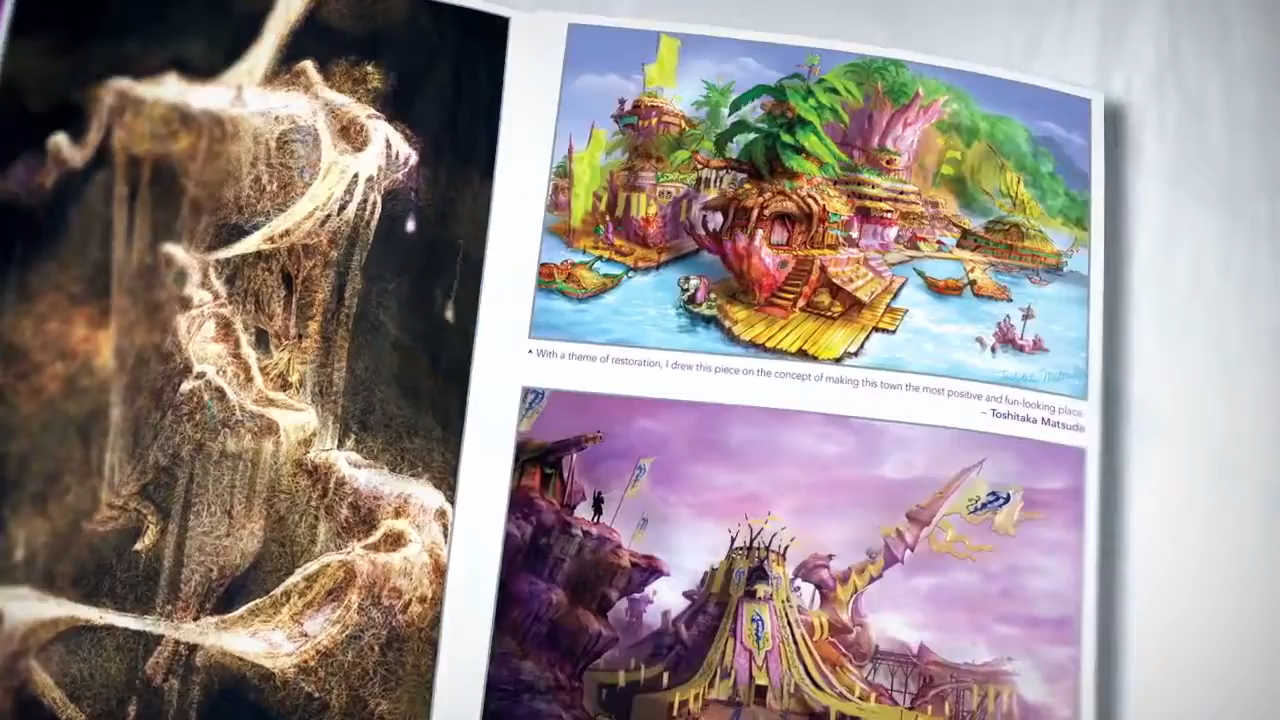 ▲ With a theme of restoration, I drew this piece on the concept of making this town the most positive and fun-looking place.
– Toshitaka Matsuda